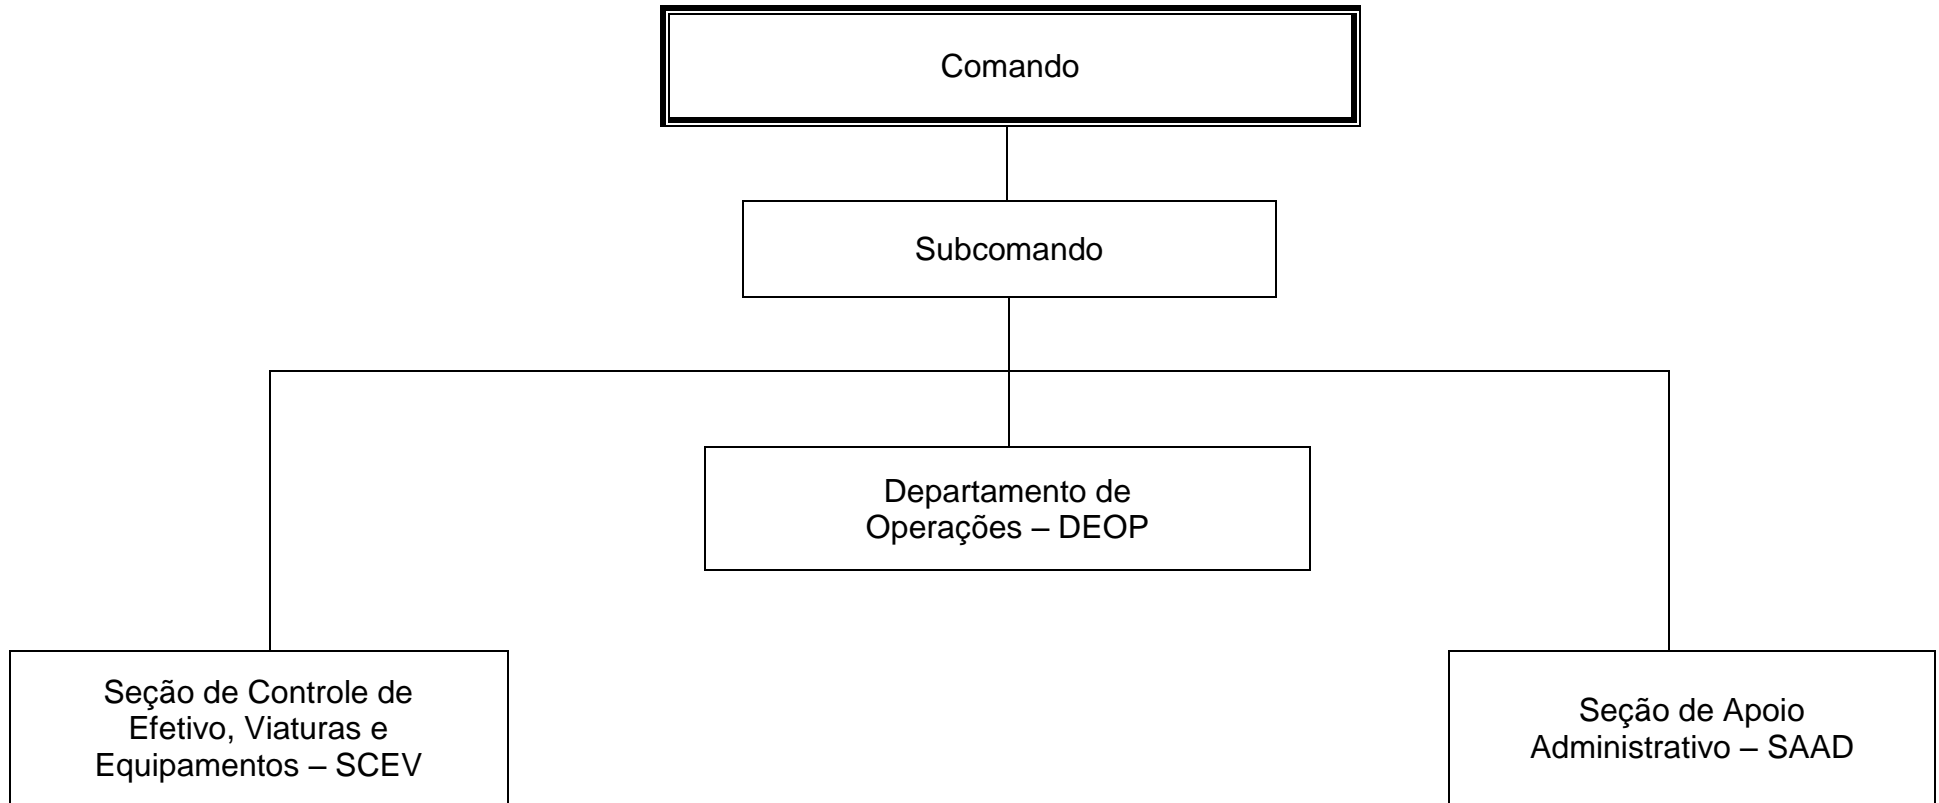 Comando
Subcomando
Departamento de
Operações – DEOP
Seção de Controle de
Efetivo, Viaturas e
Equipamentos – SCEV
Seção de Apoio
Administrativo – SAAD